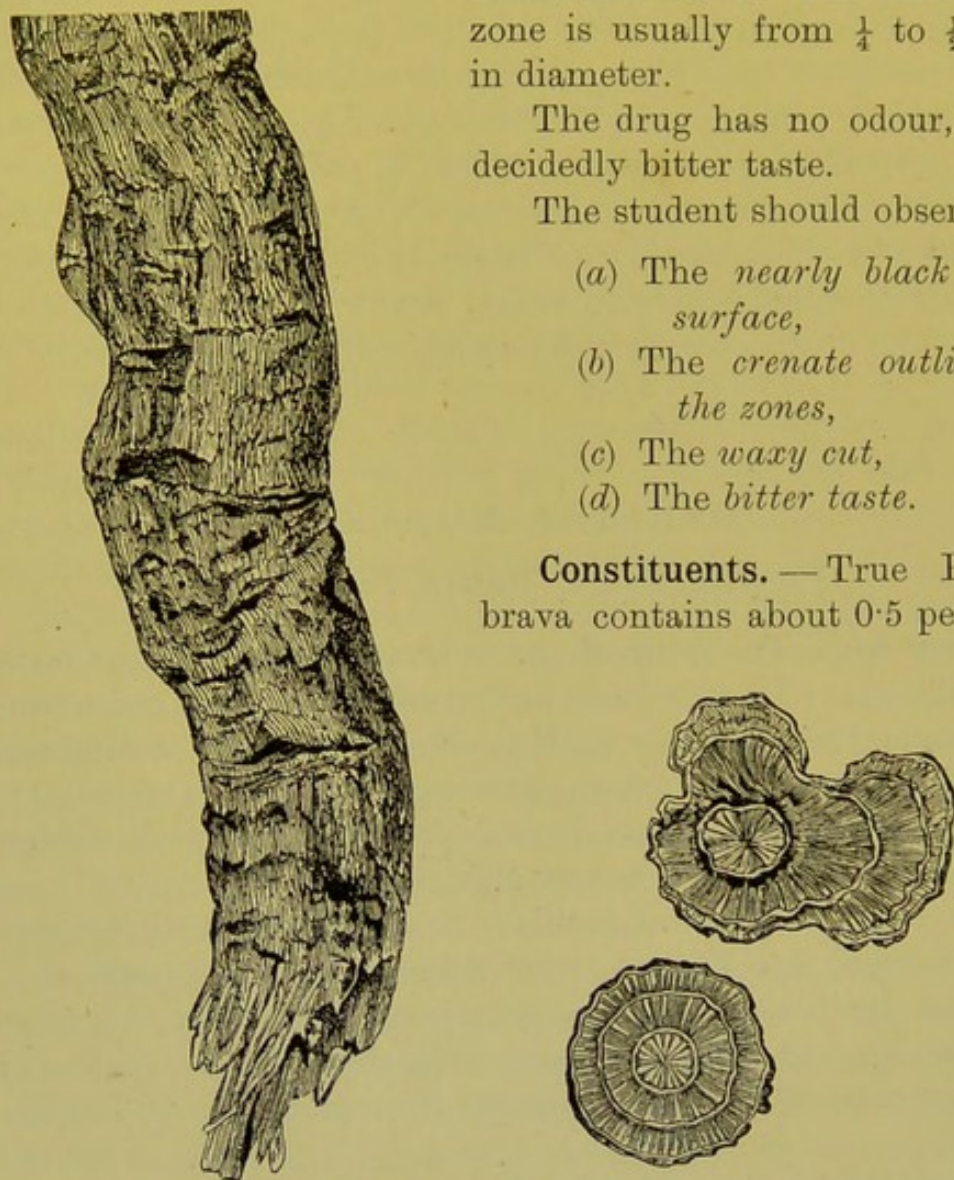 zone is usually from ¼ to
in diameter.
The drug has no odour,
decidedly bitter taste.
The student should obser
(a) The nearly black
surface,
(b) The crenate outli
the zones,
(c) The waxy cut,
(d) The bitter taste.
Constituents. — True
brava contains about 0·5 pe